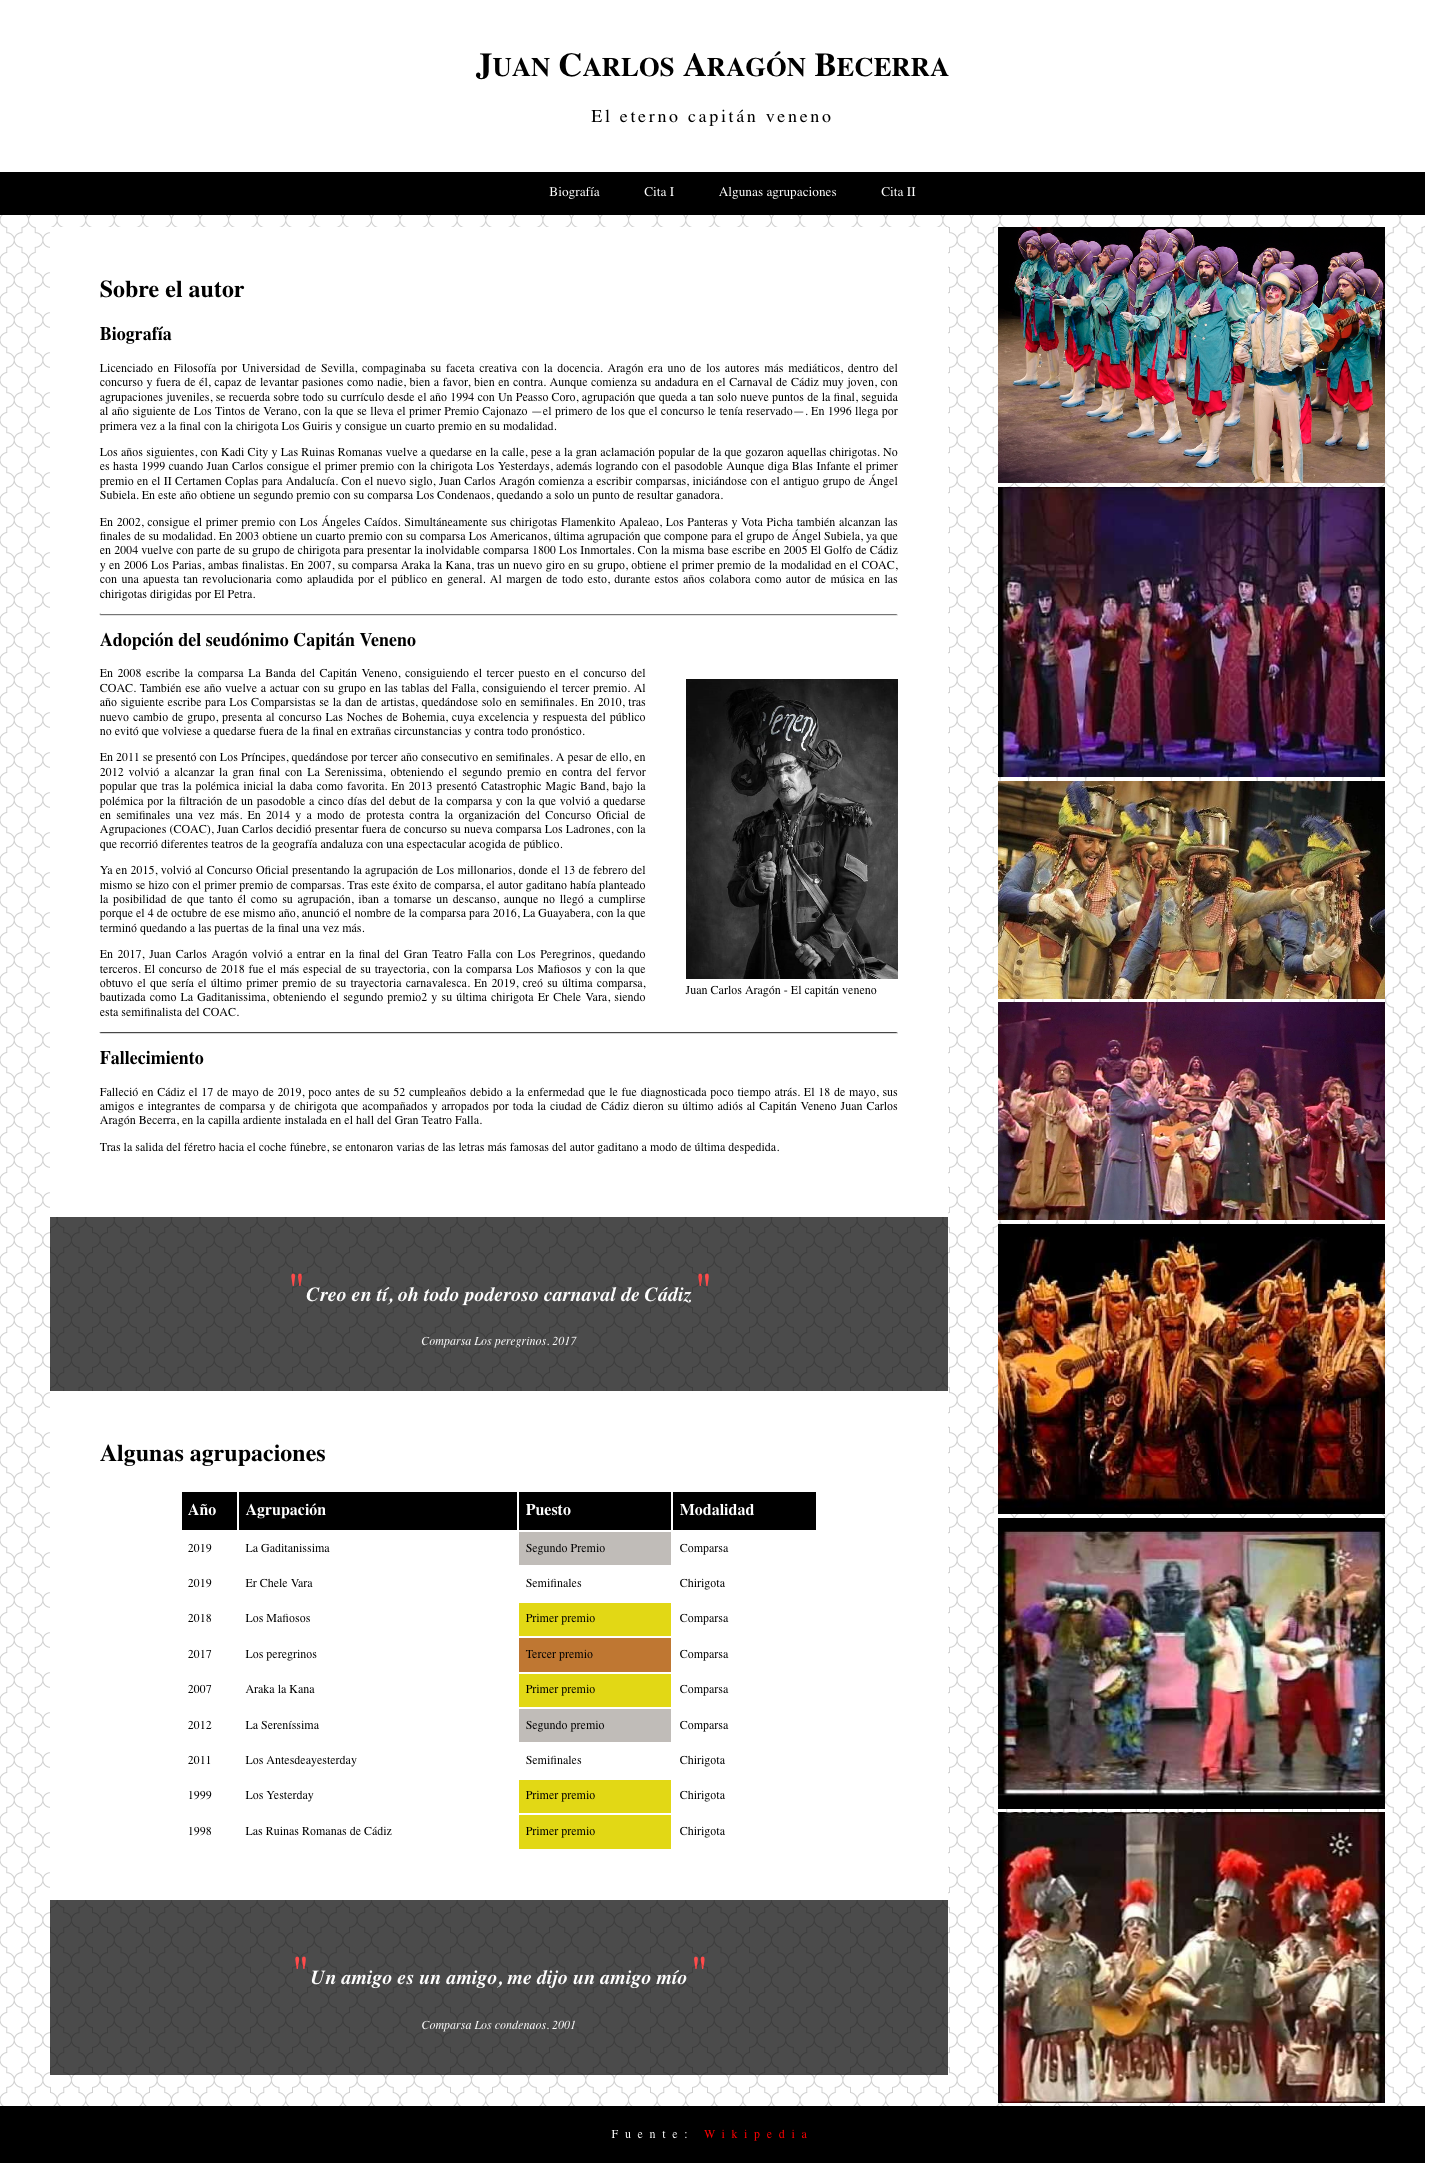 JUAN CARLOS ARAGÓN BECERRA
El eterno capitán veneno
Biografía Cita I Algunas agrupaciones Cita II
Sobre el autor
Biografía
Licenciado en Filosofía por Universidad de Sevilla, compaginaba su faceta creativa con la docencia. Aragón era uno de los autores más mediáticos, dentro del
concurso y fuera de él, capaz de levantar pasiones como nadie, bien a favor, bien en contra. Aunque comienza su andadura en el Carnaval de Cádiz muy joven, con
agrupaciones juveniles, se recuerda sobre todo su currículo desde el año 1994 con Un Peasso Coro, agrupación que queda a tan solo nueve puntos de la final, seguida
al año siguiente de Los Tintos de Verano, con la que se lleva el primer Premio Cajonazo —el primero de los que el concurso le tenía reservado—. En 1996 llega por
primera vez a la final con la chirigota Los Guiris y consigue un cuarto premio en su modalidad.
Los años siguientes, con Kadi City y Las Ruinas Romanas vuelve a quedarse en la calle, pese a la gran aclamación popular de la que gozaron aquellas chirigotas. No
es hasta 1999 cuando Juan Carlos consigue el primer premio con la chirigota Los Yesterdays, además logrando con el pasodoble Aunque diga Blas Infante el primer
premio en el II Certamen Coplas para Andalucía. Con el nuevo siglo, Juan Carlos Aragón comienza a escribir comparsas, iniciándose con el antiguo grupo de Ángel
Subiela. En este año obtiene un segundo premio con su comparsa Los Condenaos, quedando a solo un punto de resultar ganadora.
En 2002, consigue el primer premio con Los Ángeles Caídos. Simultáneamente sus chirigotas Flamenkito Apaleao, Los Panteras y Vota Picha también alcanzan las
finales de su modalidad. En 2003 obtiene un cuarto premio con su comparsa Los Americanos, última agrupación que compone para el grupo de Ángel Subiela, ya que
en 2004 vuelve con parte de su grupo de chirigota para presentar la inolvidable comparsa 1800 Los Inmortales. Con la misma base escribe en 2005 El Golfo de Cádiz
y en 2006 Los Parias, ambas finalistas. En 2007, su comparsa Araka la Kana, tras un nuevo giro en su grupo, obtiene el primer premio de la modalidad en el COAC,
con una apuesta tan revolucionaria como aplaudida por el público en general. Al margen de todo esto, durante estos años colabora como autor de música en las
chirigotas dirigidas por El Petra.
Adopción del seudónimo Capitán Veneno
En 2008 escribe la comparsa La Banda del Capitán Veneno, consiguiendo el tercer puesto en el concurso del
COAC. También ese año vuelve a actuar con su grupo en las tablas del Falla, consiguiendo el tercer premio. Al
año siguiente escribe para Los Comparsistas se la dan de artistas, quedándose solo en semifinales. En 2010, tras
nuevo cambio de grupo, presenta al concurso Las Noches de Bohemia, cuya excelencia y respuesta del público
no evitó que volviese a quedarse fuera de la final en extrañas circunstancias y contra todo pronóstico.
En 2011 se presentó con Los Príncipes, quedándose por tercer año consecutivo en semifinales. A pesar de ello, en
2012 volvió a alcanzar la gran final con La Serenissima, obteniendo el segundo premio en contra del fervor
popular que tras la polémica inicial la daba como favorita. En 2013 presentó Catastrophic Magic Band, bajo la
polémica por la filtración de un pasodoble a cinco días del debut de la comparsa y con la que volvió a quedarse
en semifinales una vez más. En 2014 y a modo de protesta contra la organización del Concurso Oficial de
Agrupaciones (COAC), Juan Carlos decidió presentar fuera de concurso su nueva comparsa Los Ladrones, con la
que recorrió diferentes teatros de la geografía andaluza con una espectacular acogida de público.
Ya en 2015, volvió al Concurso Oficial presentando la agrupación de Los millonarios, donde el 13 de febrero del
mismo se hizo con el primer premio de comparsas. Tras este éxito de comparsa, el autor gaditano había planteado
la posibilidad de que tanto él como su agrupación, iban a tomarse un descanso, aunque no llegó a cumplirse
porque el 4 de octubre de ese mismo año, anunció el nombre de la comparsa para 2016, La Guayabera, con la que
terminó quedando a las puertas de la final una vez más.
En 2017, Juan Carlos Aragón volvió a entrar en la final del Gran Teatro Falla con Los Peregrinos, quedando
terceros. El concurso de 2018 fue el más especial de su trayectoria, con la comparsa Los Mafiosos y con la que
obtuvo el que sería el último primer premio de su trayectoria carnavalesca. En 2019, creó su última comparsa,
bautizada como La Gaditanissima, obteniendo el segundo premio2 y su última chirigota Er Chele Vara, siendo
esta semifinalista del COAC.
Juan Carlos Aragón - El capitán veneno
Fallecimiento
Falleció en Cádiz el 17 de mayo de 2019, poco antes de su 52 cumpleaños debido a la enfermedad que le fue diagnosticada poco tiempo atrás. El 18 de mayo, sus
amigos e integrantes de comparsa y de chirigota que acompañados y arropados por toda la ciudad de Cádiz dieron su último adiós al Capitán Veneno Juan Carlos
Aragón Becerra, en la capilla ardiente instalada en el hall del Gran Teatro Falla.
Tras la salida del féretro hacia el coche fúnebre, se entonaron varias de las letras más famosas del autor gaditano a modo de última despedida.
"Creo en tí, oh todo poderoso carnaval de Cádiz"
Comparsa Los peregrinos. 2017
Algunas agrupaciones
Año Agrupación Puesto Modalidad
2019 La Gaditanissima Segundo Premio Comparsa
2019 Er Chele Vara Semifinales Chirigota
2018 Los Mafiosos Primer premio Comparsa
2017 Los peregrinos Tercer premio Comparsa
2007 Araka la Kana Primer premio Comparsa
2012 La Sereníssima Segundo premio Comparsa
2011 Los Antesdeayesterday Semifinales Chirigota
1999 Los Yesterday Primer premio Chirigota
1998 Las Ruinas Romanas de Cádiz Primer premio Chirigota
"Un amigo es un amigo, me dijo un amigo mío"
Comparsa Los condenaos. 2001
Fuente: Wikipedia